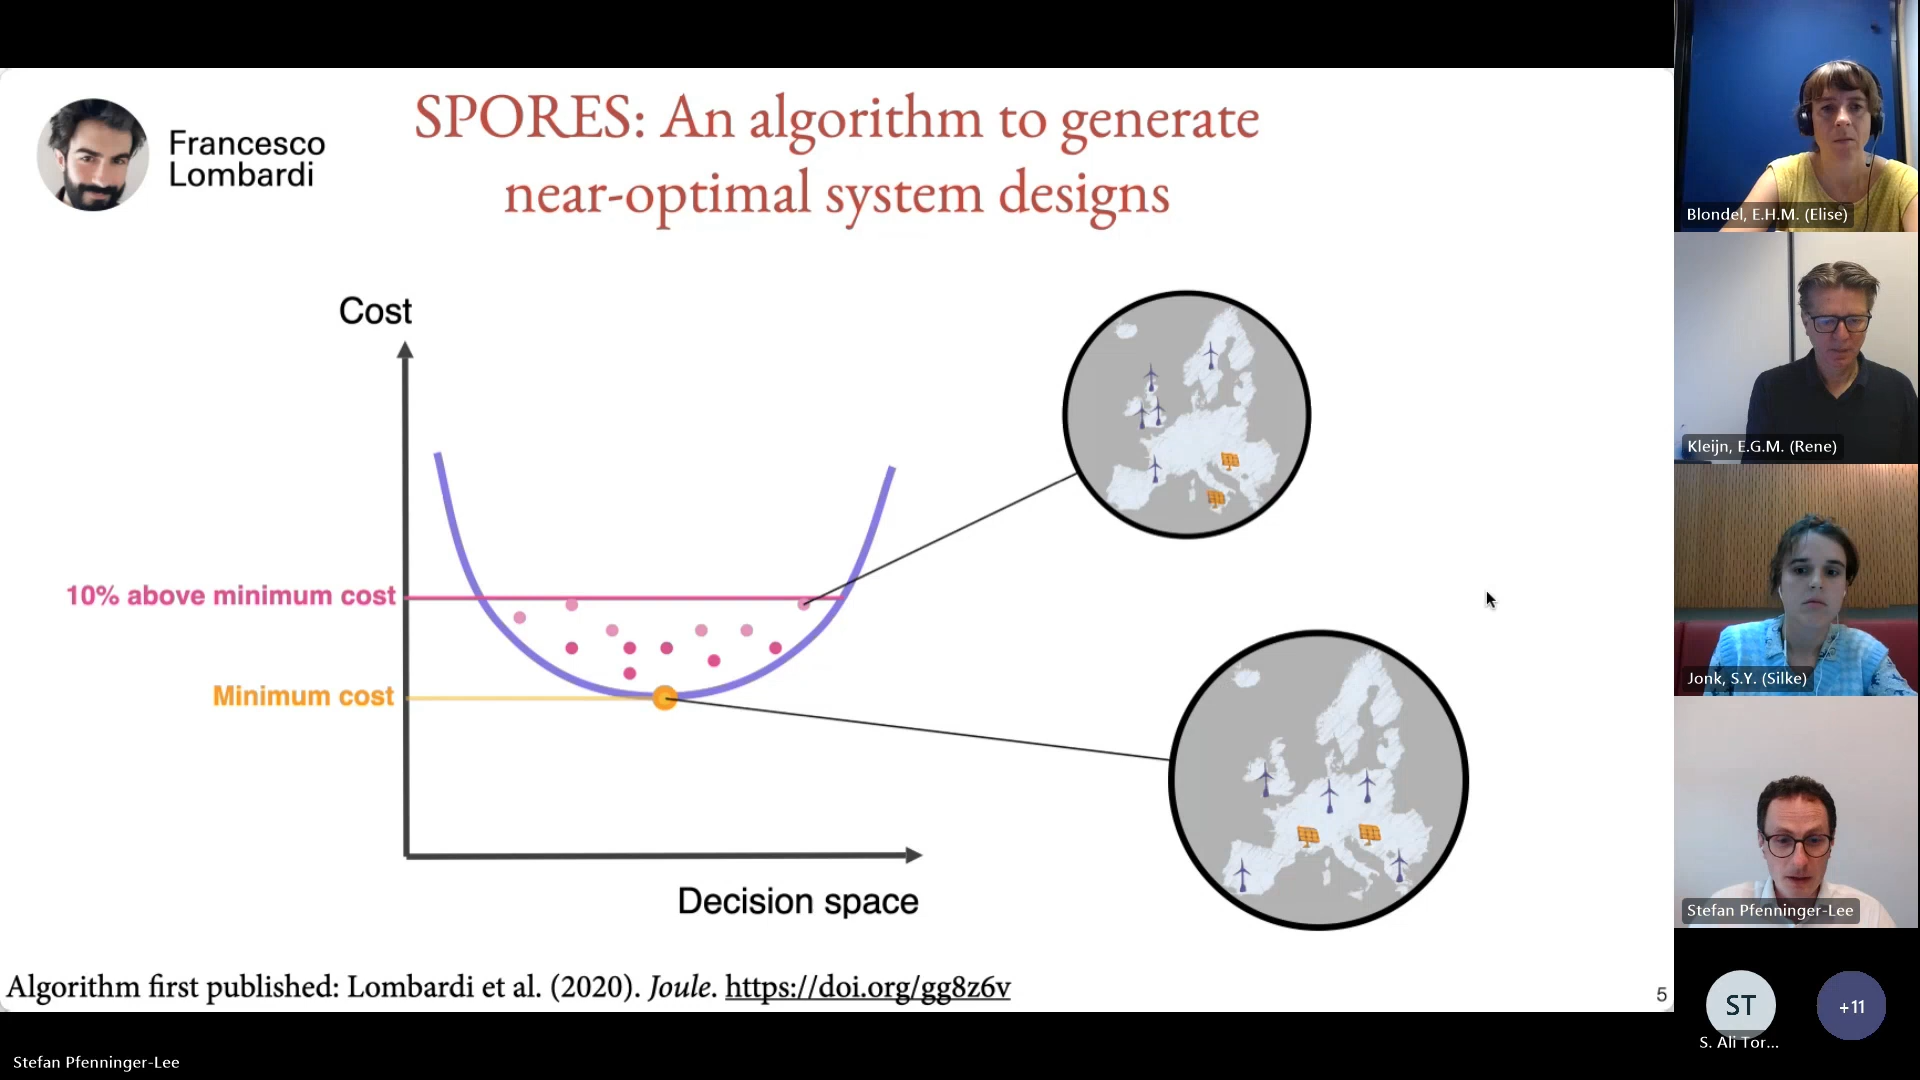 Francesco
Lombardi
SPORES: An algorithm to generate
near-optimal system designs
Cost
10% above minimum cost
Minimum cost
Decision space
Algorithm first published: Lombardi et al. (2020). Joule. https://doi.org/gg8z6v
5
Blondel, E.H.M. (Elise)
Kleijn, E.G.M. (Rene)
Jonk, S.Y. (Silke)
Stefan Pfenninger-Lee
ST
S. Ali Tor...
+11
Stefan Pfenninger-Lee